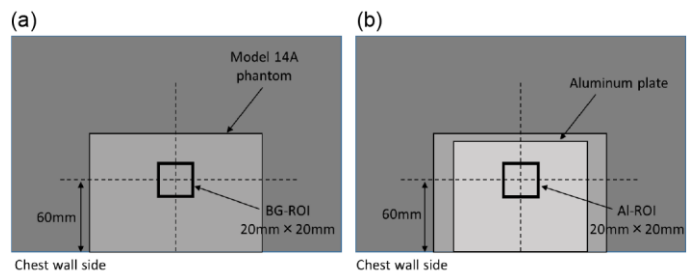 (a)
Model 14A
phantom
60mm
BG-ROI
20mm×20mm
Chest wall side
(b)
Aluminum plate
60mm
Al-ROI
20mm×20mm
Chest wall side